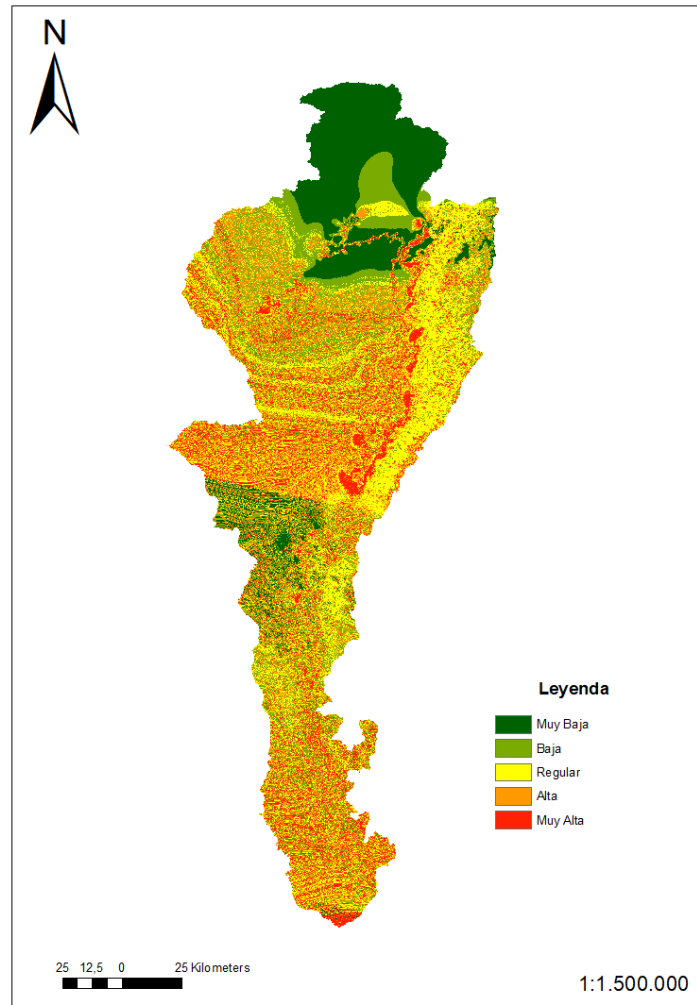 N
Leyenda
Muy Baja
Baja
Regular
Alta
Muy Alta
25 12,5 0 25 Kilometers
1:1.500.000